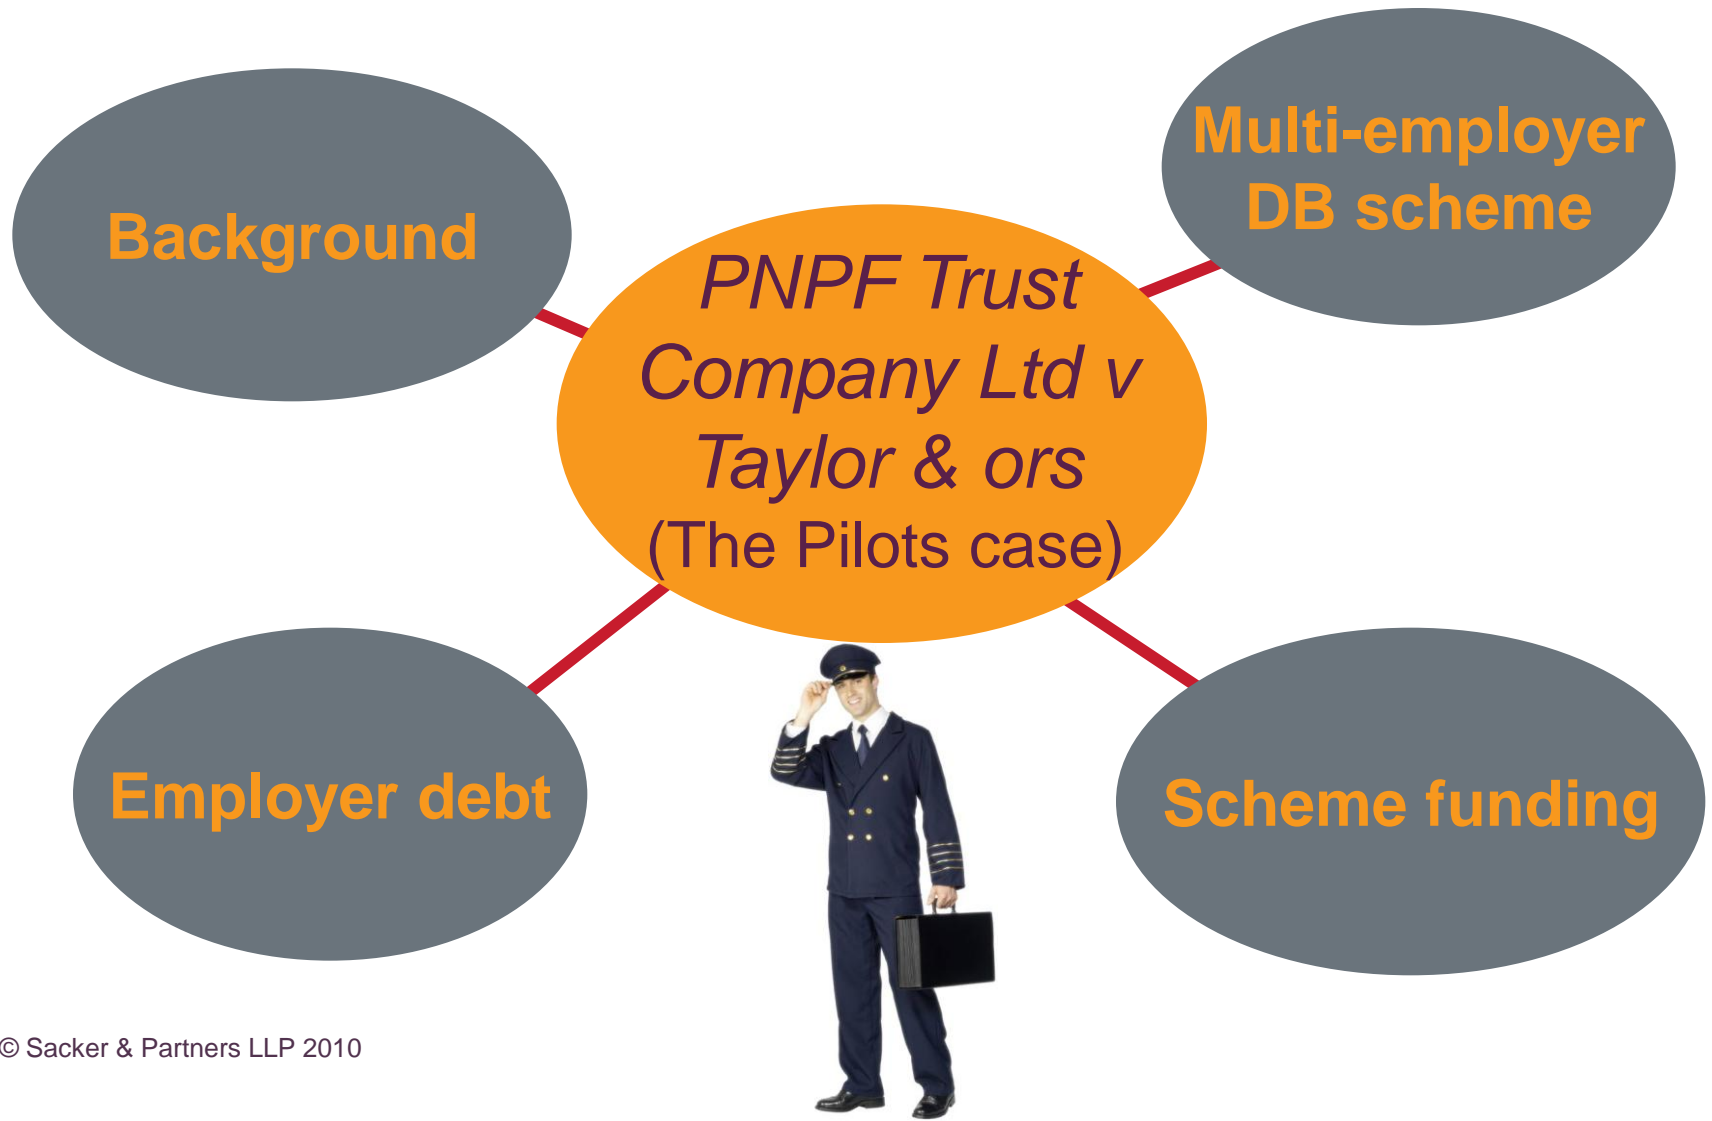 Background
Multi-employer
DB scheme
PNPF Trust
Company Ltd v
Taylor & ors
(The Pilots case)
Employer debt
Scheme funding
© Sacker & Partners LLP 2010